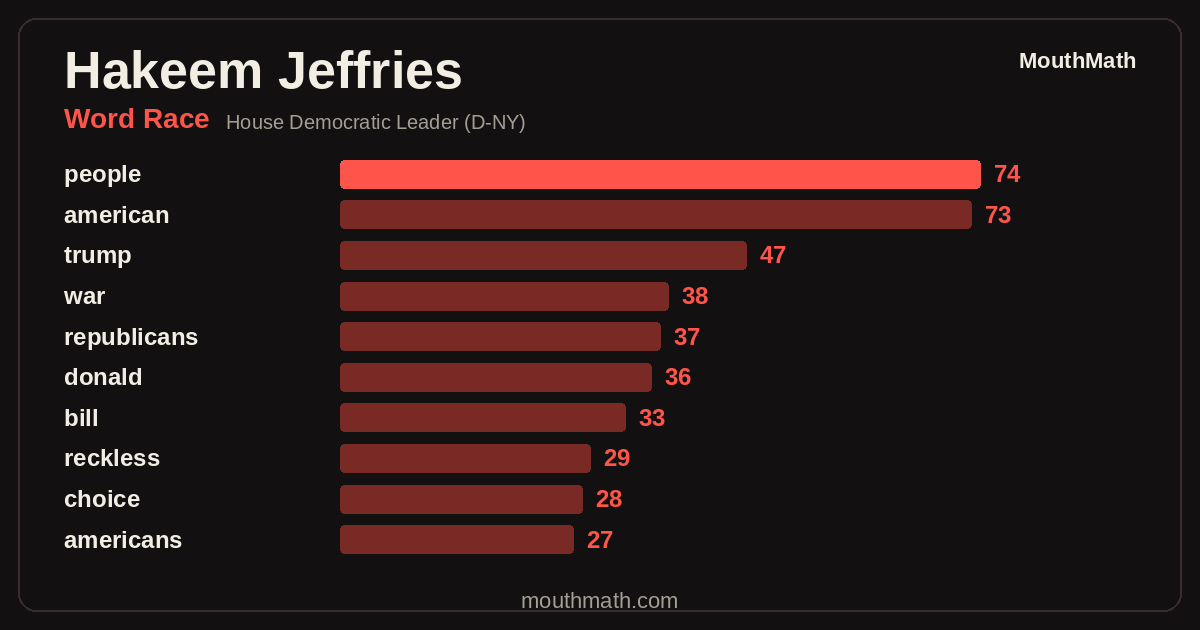 Hakeem Jeffries
MouthMath
Word Race House Democratic Leader (D-NY)
people 74
american 73
trump 47
war 38
republicans 37
donald 36
bill 33
reckless 29
choice 28
americans 27
mouthmath.com